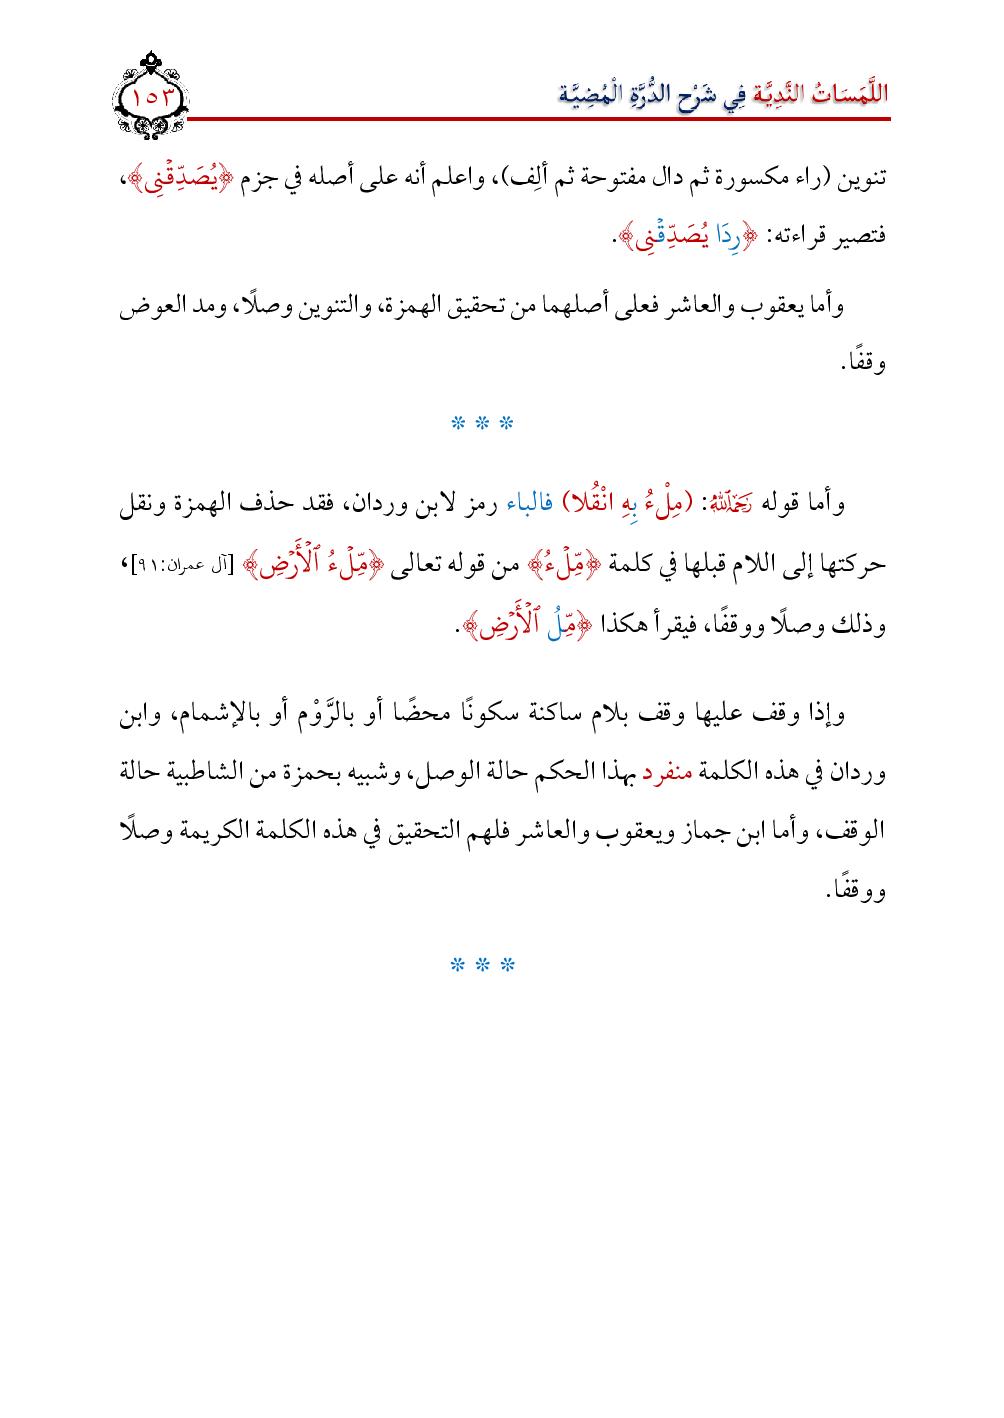 اللَّمَسَاتُ النَّدِيَّة فِي شَرْح الدُّرَّةِ الْمُضِيَّة
١٥٣
تنوين (راء مكسورة ثم دال مفتوحة ثم ألِف)، واعلم أنه على أصله في جزم ﴿يُصَدِّقْنِى﴾،
فتصير قراءته: ﴿رِدَا يُصَدِّقْنِى﴾.
وأما يعقوب والعاشر فعلى أصلهما من تحقيق الهمزة، والتنوين وصلًا، ومد العوض
وقفًا.
* * *
وأما قوله رَحِمَهُ ٱللَّهُ: (مِلْءُ بِهِ انْقُلا) فالباء رمز لابن وردان، فقد حذف الهمزة ونقل
حركتها إلى اللام قبلها في كلمة ﴿مِّلْءُ﴾ من قوله تعالى ﴿مِّلْءُ ٱلْأَرْضِ﴾ [آل عمران:٩١]،
وذلك وصلًا ووقفًا، فيقرأ هكذا ﴿مِّلُ ٱلْأَرْضِ﴾.
وإذا وقف عليها وقف بلام ساكنة سكونًا محضًا أو بالرَّوْم أو بالإشمام، وابن
وردان في هذه الكلمة منفرد بهذا الحكم حالة الوصل، وشبيه بحمزة من الشاطبية حالة
الوقف، وأما ابن جماز ويعقوب والعاشر فلهم التحقيق في هذه الكلمة الكريمة وصلًا
ووقفًا.
* * *